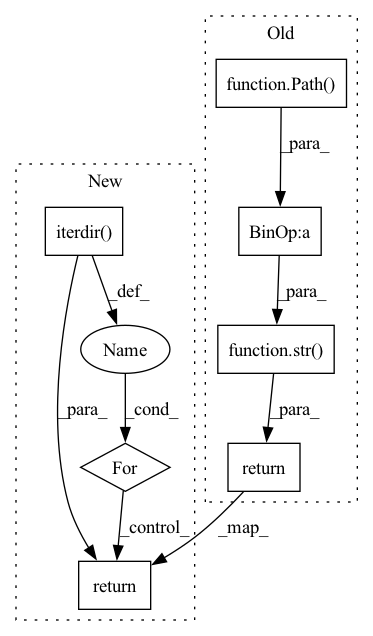 Old
function.Path()
_para_
New
iterdir()
BinOp:a
_def_
_para_
Name
function.str()
_para_
_cond_
_para_
For
return
_control_
_map_
return